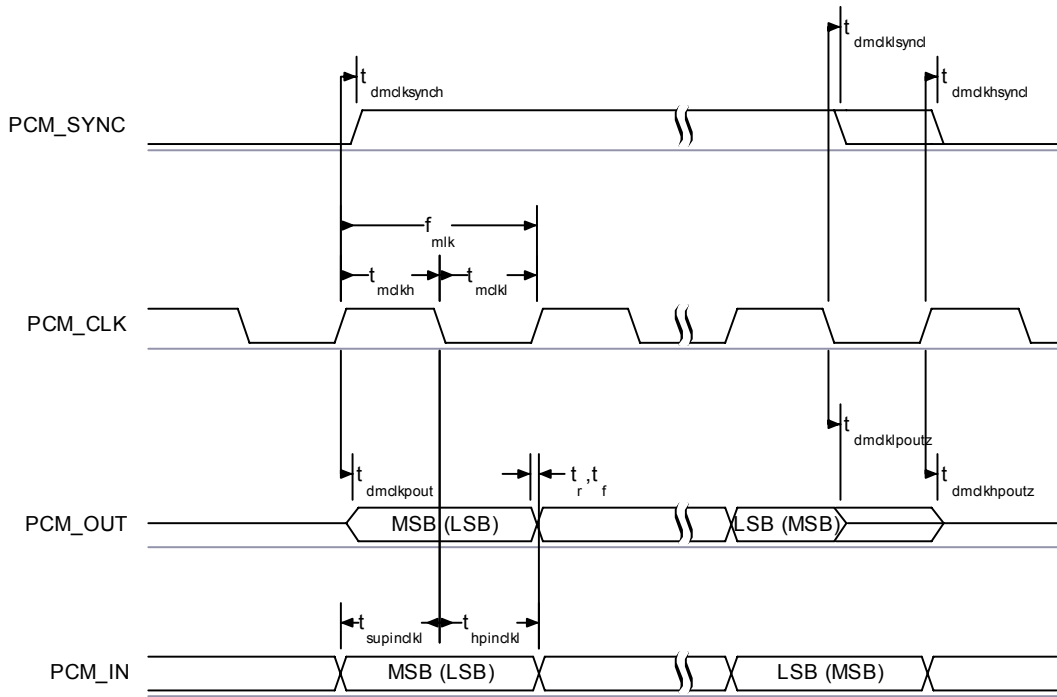 t dmclklsyncl
t dmclksynch
t dmclkhsyncl
PCM_SYNC
f mlk
t mclkh
t mclkl
PCM_CLK
t dmclklpoutz
t dmclkpout
t r ,t f
t dmclkhpoutz
PCM_OUT
MSB (LSB)
LSB (MSB)
t supinclkl
t hpinclkl
PCM_IN
MSB (LSB)
LSB (MSB)